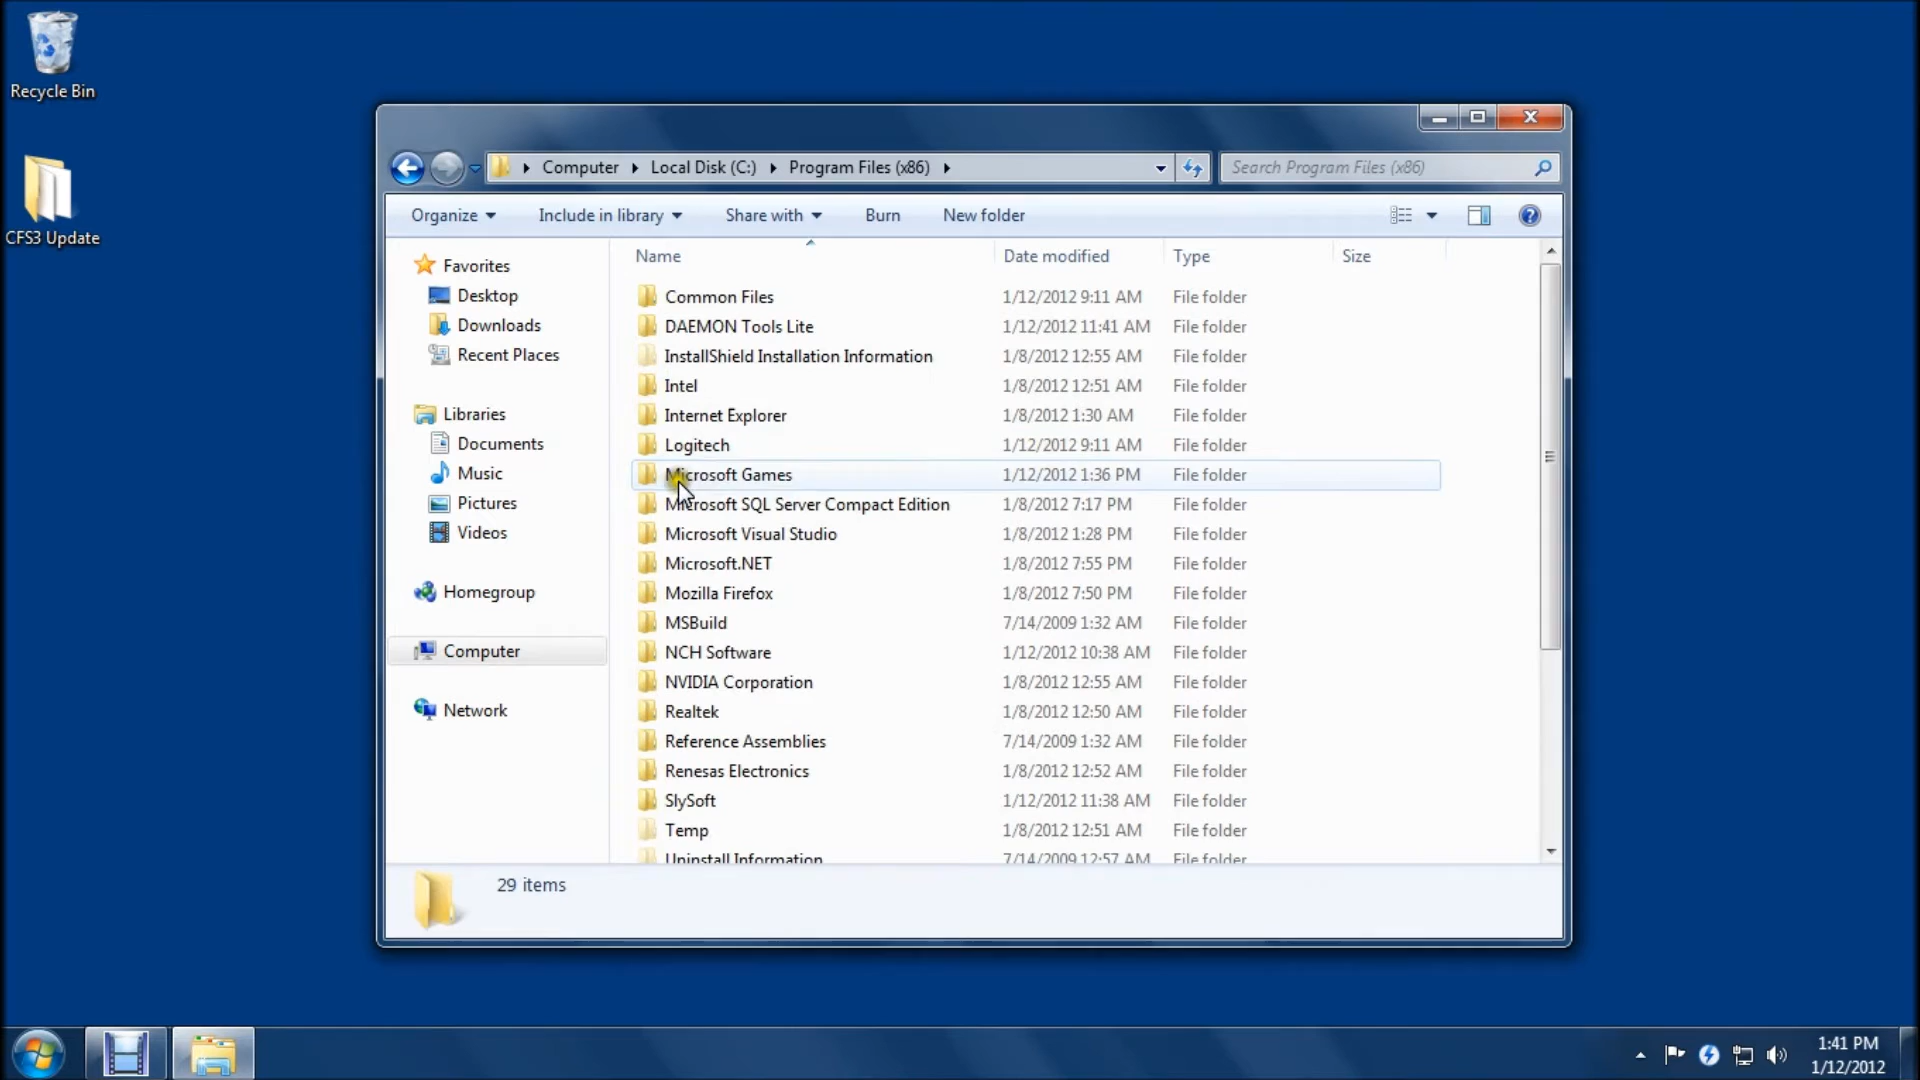 Recycle Bin
CFS3 Update
Computer Local Disk (C:) Program Files (x86)
Search Program Files (x86)
Organize Include in library Share with Burn New folder
Favorites
Desktop
Downloads
Recent Places
Libraries
Documents
Music
Pictures
Videos
Homegroup
Computer
Network
Name Date modified Type Size
Common Files 1/12/2012 9:11 AM File folder
DAEMON Tools Lite 1/12/2012 11:41 AM File folder
InstallShield Installation Information 1/8/2012 12:55 AM File folder
Intel 1/8/2012 12:51 AM File folder
Internet Explorer 1/8/2012 1:30 AM File folder
Logitech 1/12/2012 9:11 AM File folder
Microsoft Games 1/12/2012 1:36 PM File folder
Microsoft SQL Server Compact Edition 1/8/2012 7:17 PM File folder
Microsoft Visual Studio 1/8/2012 1:28 PM File folder
Microsoft.NET 1/8/2012 7:55 PM File folder
Mozilla Firefox 1/8/2012 7:50 PM File folder
MSBuild 7/14/2009 1:32 AM File folder
NCH Software 1/12/2012 10:38 AM File folder
NVIDIA Corporation 1/8/2012 12:55 AM File folder
Realtek 1/8/2012 12:50 AM File folder
Reference Assemblies 7/14/2009 1:32 AM File folder
Renesas Electronics 1/8/2012 12:52 AM File folder
SlySoft 1/12/2012 11:38 AM File folder
Temp 1/8/2012 12:51 AM File folder
Uninstall Information 7/14/2009 12:57 AM File folder
29 items
1:41 PM
1/12/2012